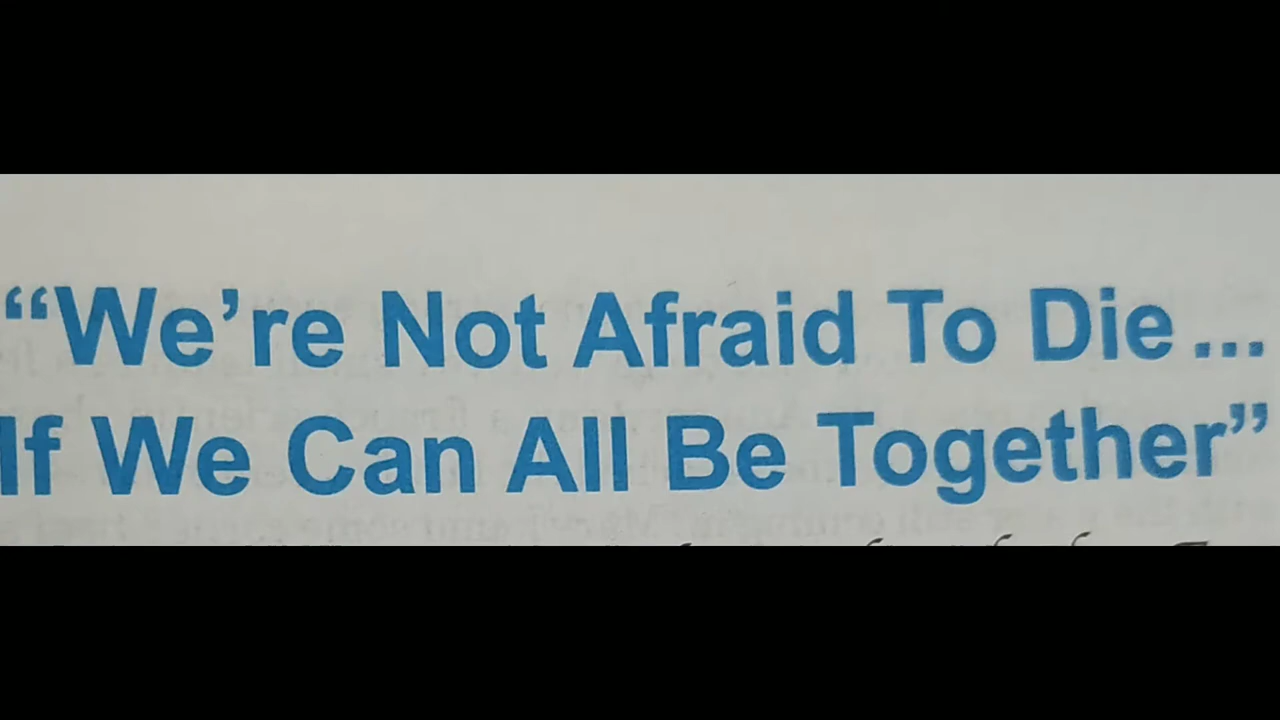 “We’re Not Afraid To Die...
If We Can All Be Together”